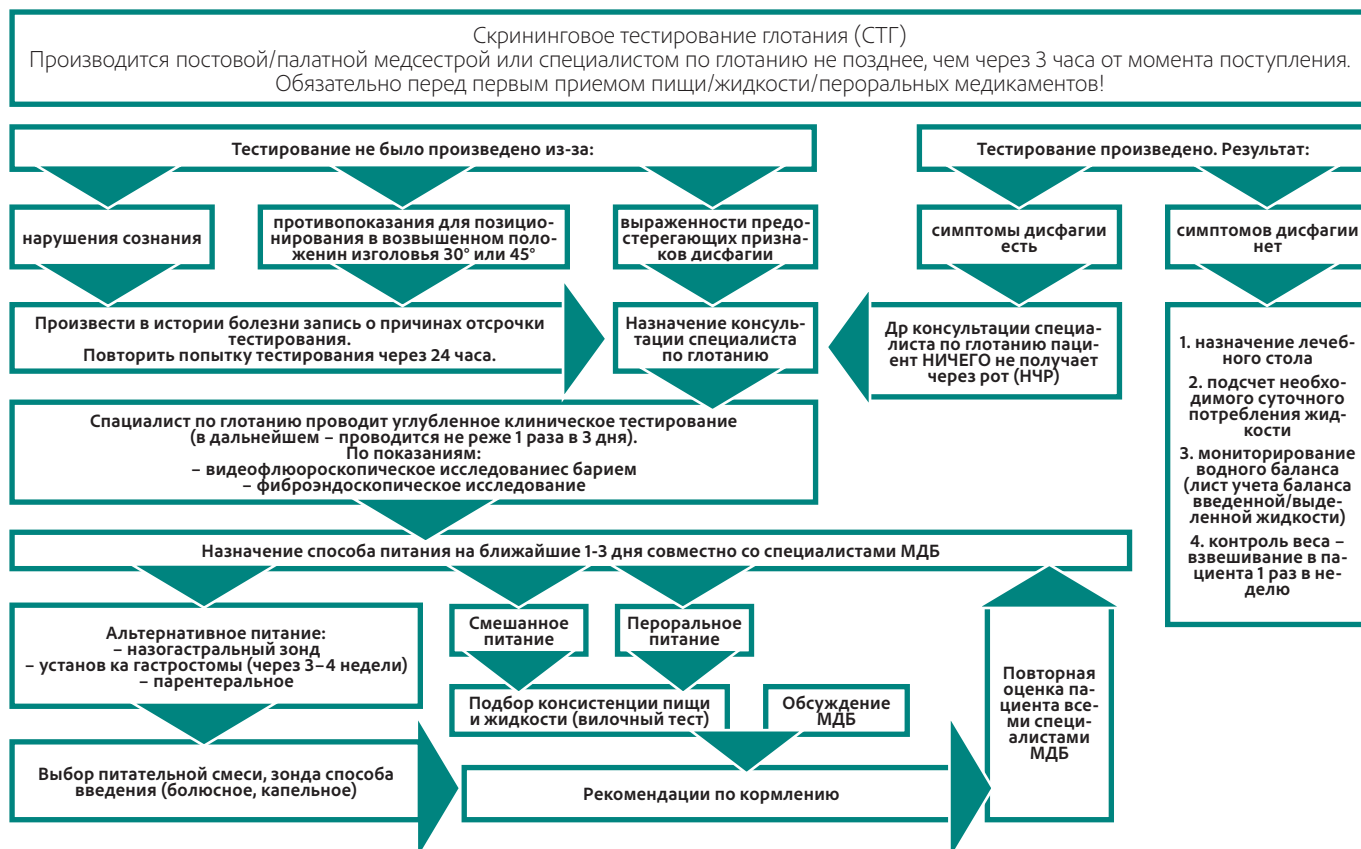 Скрининговое тестирование глотания (СТГ)
Производится постовой/палатной медсестрой или специалистом по глотанию не позднее, чем через 3 часа от момента поступления.
Обязательно перед первым приемом пищи/жидкости/пероральных медикаментов!
Тестирование не было произведено из-за:
Тестирование произведено. Результат:
нарушения сознания
противопоказания для позицио-
нирования в возвышенном поло-
женин изголовья 30° или 45°
выраженности предо-
стерегающих призна-
ков дисфагии
симптомы дисфагии
есть
симптомов дисфагии
нет
Произвести в истории болезни запись о причинах отсрочки
тестирования.
Повторить попытку тестирования через 24 часа.
Назначение консуль-
тации специалиста
по глотанию
Др консультации специа-
листа по глотанию паци-
ент НИЧЕГО не получает
через рот (НЧР)
1. назначение лечеб-
ного стола
2. подсчет необхо-
димого суточного
потребления жид-
кости
3. мониторирование
водного баланса
(лист учета баланса
введенной/выде-
ленной жидкости)
4. контроль веса –
взвешивание в па-
циента 1 раз в не-
делю
Спациалист по глотанию проводит углубленное клиническое тестирование
(в дальнейшем – проводится не реже 1 раза в 3 дня).
По показаниям:
– видеофлюороскопическое исследованиес барием
– фиброэндоскопическое исследование
Назначение способа питания на ближайшие 1-3 дня совместно со специалистами МДБ
Альтернативное питание:
– назогастральный зонд
– установ ка гастростомы (через 3–4 недели)
– парентеральное
Смешанное
питание
Пероральное
питание
Подбор консистенции пищи
и жидкости (вилочный тест)
Обсуждение
МДБ
Повторная
оценка па-
циента все-
ми специ-
алистами
МДБ
Выбор питательной смеси, зонда способа
введения (болюсное, капельное)
Рекомендации по кормлению